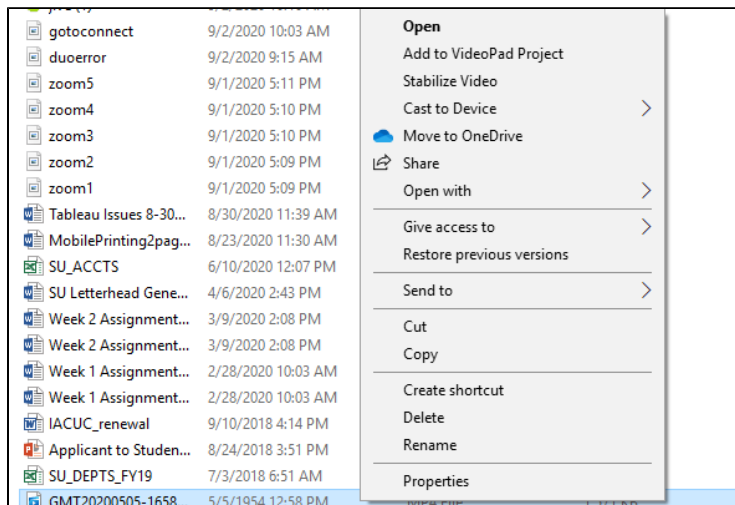 gotoconnect 9/2/2020 10:03 AM
duoerror 9/2/2020 9:15 AM
zoom5 9/1/2020 5:11 PM
zoom4 9/1/2020 5:10 PM
zoom3 9/1/2020 5:10 PM
zoom2 9/1/2020 5:09 PM
zoom1 9/1/2020 5:09 PM
Tableau Issues 8-30... 8/30/2020 11:39 AM
MobilePrinting2pag... 8/23/2020 11:30 AM
SU_ACCTS 6/10/2020 12:07 PM
SU Letterhead Gene... 4/6/2020 2:43 PM
Week 2 Assignment... 3/9/2020 2:08 PM
Week 2 Assignment... 3/9/2020 2:08 PM
Week 1 Assignment... 2/28/2020 10:03 AM
Week 1 Assignment... 2/28/2020 10:03 AM
IACUC_renewal 9/10/2018 4:14 PM
Applicant to Studen... 8/24/2018 3:51 PM
SU_DEPTS_FY19 7/3/2018 6:51 AM
GMT20200505-1658... 5/5/1954 12:58 PM MP4 File
Open
Add to VideoPad Project
Stabilize Video
Cast to Device
Move to OneDrive
Share
Open with
Give access to
Restore previous versions
Send to
Cut
Copy
Create shortcut
Delete
Rename
Properties